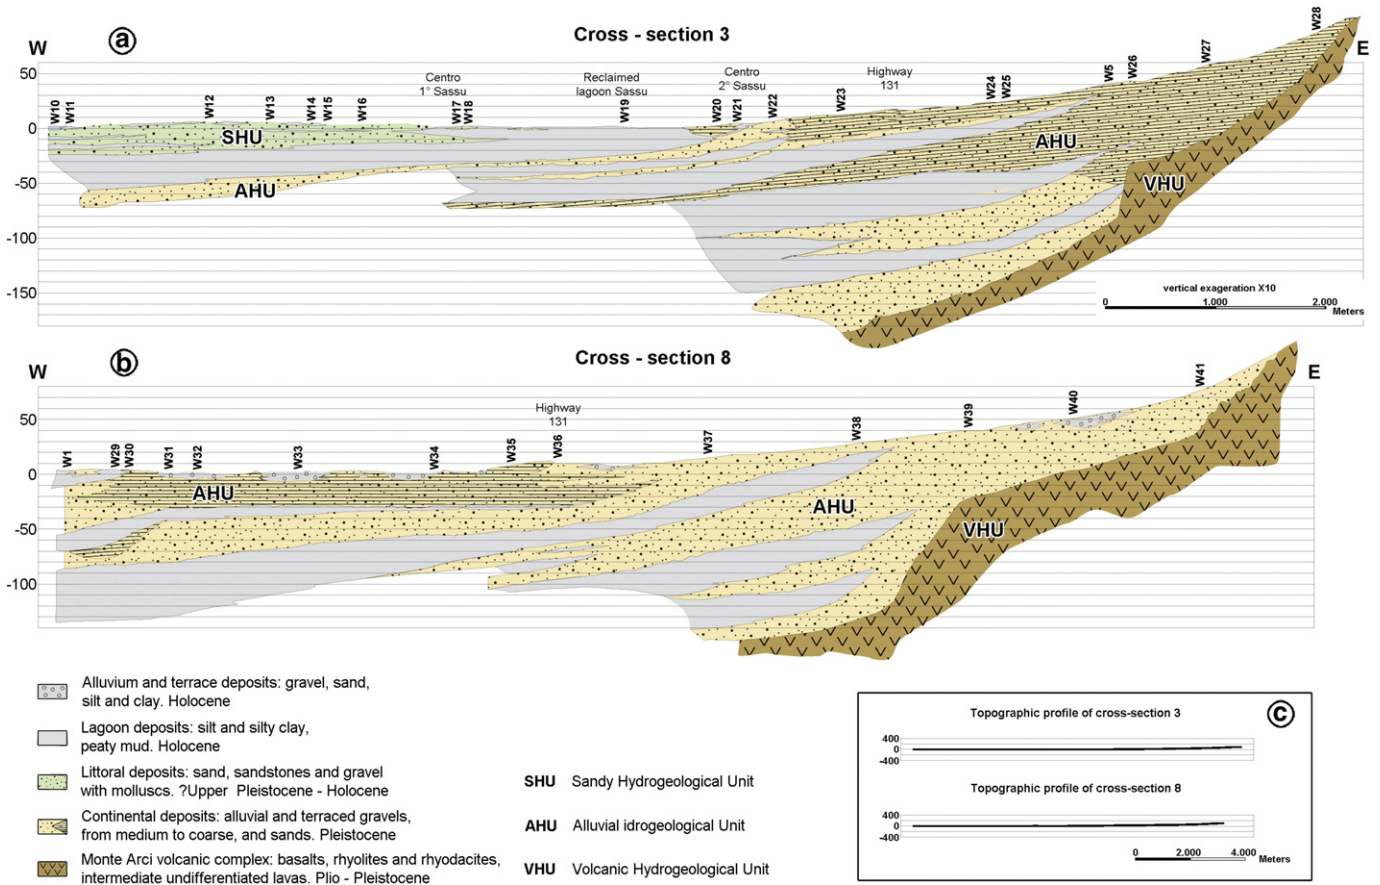 a
Cross - section 3
W
E
50
0
-50
-100
-150
W10
W11
W12
W13
W14
W15
W16
Centro
1° Sassu
W17
W18
Reclaimed
lagoon Sassu
W19
Centro
2° Sassu
W20
W21
W22
W23
Highway
131
W24
W25
W5
W26
W27
W28
SHU
AHU
AHU
VHU
vertical exageration X10
0 1,000 2,000
Meters
b
Cross - section 8
W
E
50
0
-50
-100
W1
W29
W30
W31
W32
W33
W34
W35
Highway
131
W36
W37
W38
W39
W40
W41
AHU
AHU
VHU
Alluvium and terrace deposits: gravel, sand,
silt and clay. Holocene
Lagoon deposits: silt and silty clay,
peaty mud. Holocene
Littoral deposits: sand, sandstones and gravel
with molluscs. ?Upper Pleistocene - Holocene
Continental deposits: alluvial and terraced gravels,
from medium to coarse, and sands. Pleistocene
Monte Arci volcanic complex: basalts, rhyolites and rhyodacites,
intermediate undifferentiated lavas. Plio - Pleistocene
SHU Sandy Hydrogeological Unit
AHU Alluvial idrogeological Unit
VHU Volcanic Hydrogeological Unit
c
Topographic profile of cross-section 3
400
0
-400
Topographic profile of cross-section 8
400
0
-400
0 2.000 4.000
Meters